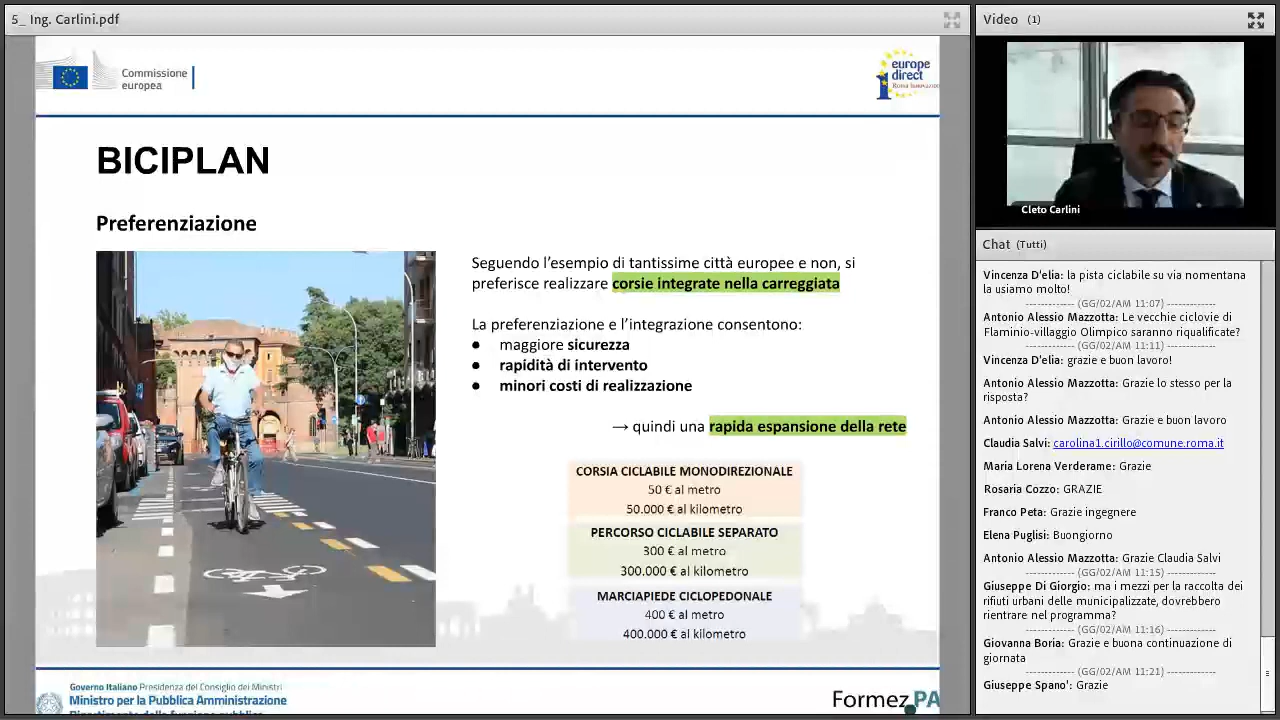 5_ Ing. Carlini.pdf
Commissione
europea
europe
direct
Roma Innovazione
BICIPLAN
Preferenziazione
Seguendo l'esempio di tantissime città europee e non, si
preferisce realizzare corsie integrate nella carreggiata
La preferenziazione e l'integrazione consentono:
● maggiore sicurezza
● rapidità di intervento
● minori costi di realizzazione
→ quindi una rapida espansione della rete
CORSIA CICLABILE MONODIREZIONALE
50 € al metro
50.000 € al kilometro
PERCORSO CICLABILE SEPARATO
300 € al metro
300.000 € al kilometro
MARCIAPIEDE CICLOPEDONALE
400 € al metro
400.000 € al kilometro
Governo Italiano Presidenza del Consiglio dei Ministri
Ministro per la Pubblica Amministrazione
Dipartimento della funzione pubblica
Formez PA
Video (1)
Cleto Carlini
Chat (Tutti)
Vincenza D'elia: la pista ciclabile su via nomentana
la usiamo molto!
------------- (GG/02/AM 11:07) -------------
Antonio Alessio Mazzotta: Le vecchie ciclovie di
Flaminio-villaggio Olimpico saranno riqualificate?
------------- (GG/02/AM 11:11) -------------
Vincenza D'elia: grazie e buon lavoro!
Antonio Alessio Mazzotta: Grazie lo stesso per la
risposta?
Antonio Alessio Mazzotta: Grazie e buon lavoro
Claudia Salvi: carolina1.cirillo@comune.roma.it
Maria Lorena Verderame: Grazie
Rosaria Cozzo: GRAZIE
Franco Peta: Grazie ingegnere
Elena Puglisi: Buongiorno
Antonio Alessio Mazzotta: Grazie Claudia Salvi
------------- (GG/02/AM 11:15) -------------
Giuseppe Di Giorgio: ma i mezzi per la raccolta dei
rifiuti urbani delle municipalizzate, dovrebbero
rientrare nel programma?
------------- (GG/02/AM 11:16) -------------
Giovanna Boria: Grazie e buona continuazione di
giornata
------------- (GG/02/AM 11:21) -------------
Giuseppe Spano': Grazie